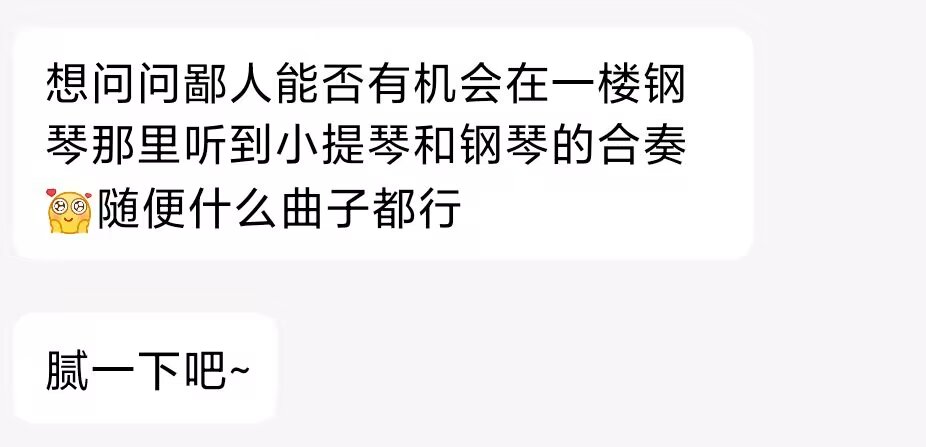 想问问鄙人能否有机会在一楼钢
琴那里听到小提琴和钢琴的合奏
随便什么曲子都行
腻一下吧~